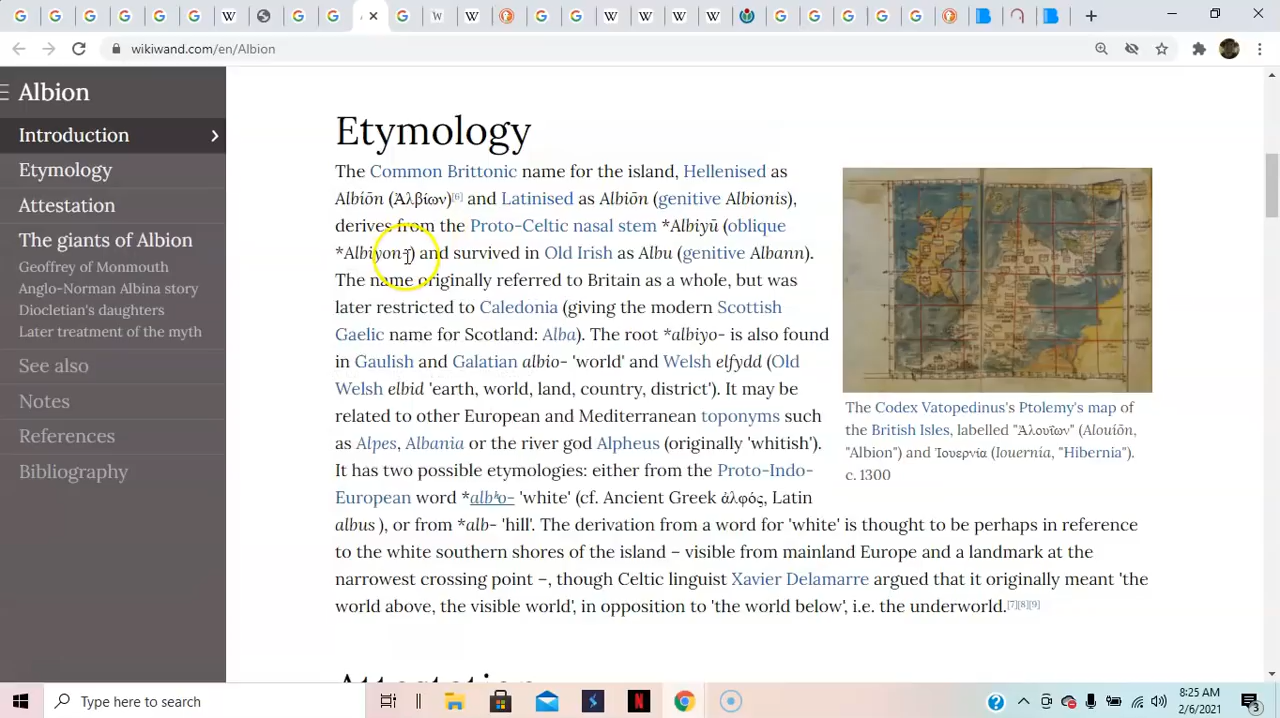 wikiwand.com/en/Albion
Albion
Introduction
Etymology
Attestation
The giants of Albion
Geoffrey of Monmouth
Anglo-Norman Albina story
Diocletian's daughters
Later treatment of the myth
See also
Notes
References
Bibliography
Etymology
The Common Brittonic name for the island, Hellenised as
Albíōn (Ἀλβίων)[6] and Latinised as Albiōn (genitive Albionis),
derives from the Proto-Celtic nasal stem *Albiyū (oblique
*Albiyon-) and survived in Old Irish as Albu (genitive Albann).
The name originally referred to Britain as a whole, but was
later restricted to Caledonia (giving the modern Scottish
Gaelic name for Scotland: Alba). The root *albiyo- is also found
in Gaulish and Galatian albio- 'world' and Welsh elfydd (Old
Welsh elbid 'earth, world, land, country, district'). It may be
related to other European and Mediterranean toponyms such
as Alpes, Albania or the river god Alpheus (originally 'whitish').
It has two possible etymologies: either from the Proto-Indo-
European word *albʰo- 'white' (cf. Ancient Greek ἀλφός, Latin
albus ), or from *alb- 'hill'. The derivation from a word for 'white' is thought to be perhaps in reference
to the white southern shores of the island – visible from mainland Europe and a landmark at the
narrowest crossing point –, though Celtic linguist Xavier Delamarre argued that it originally meant 'the
world above, the visible world', in opposition to 'the world below', i.e. the underworld.[7][8][9]
The Codex Vatopedinus's Ptolemy's map of
the British Isles, labelled "Ἀλουΐων" (Alouíōn,
"Albion") and Ἰουερνία (Iouernía, "Hibernia").
c. 1300
Attestation
Type here to search
8:25 AM
2/6/2021
3